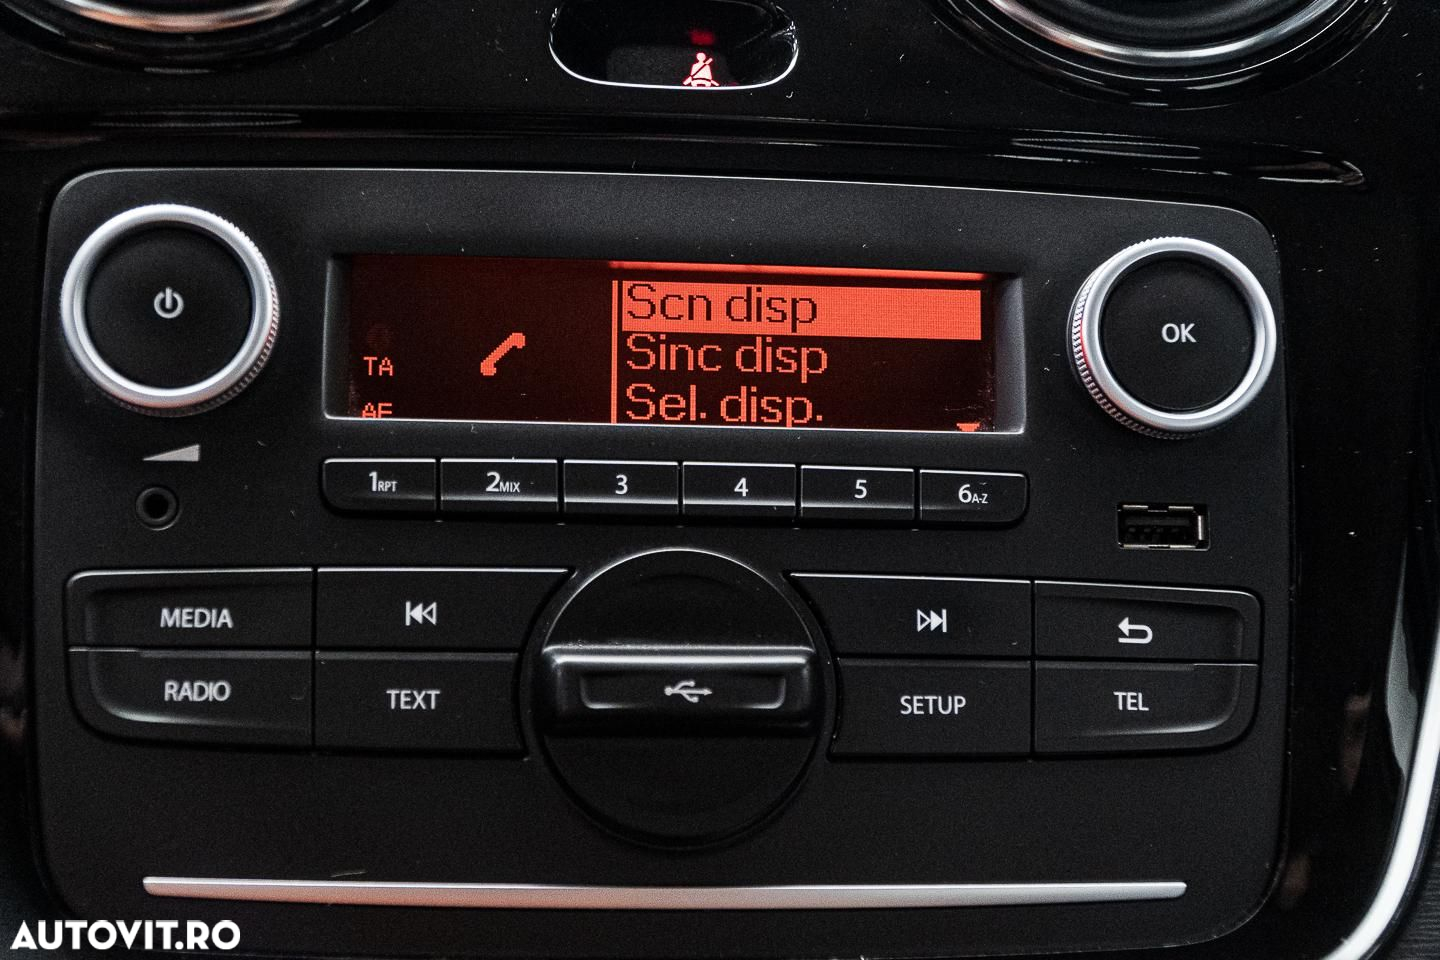 Scn disp
Sinc disp
Sel. disp.
TA
AF
OK
1RPT
2MIX
3
4
5
6A-Z
MEDIA
RADIO
TEXT
SETUP
TEL
AUTOVIT.RO